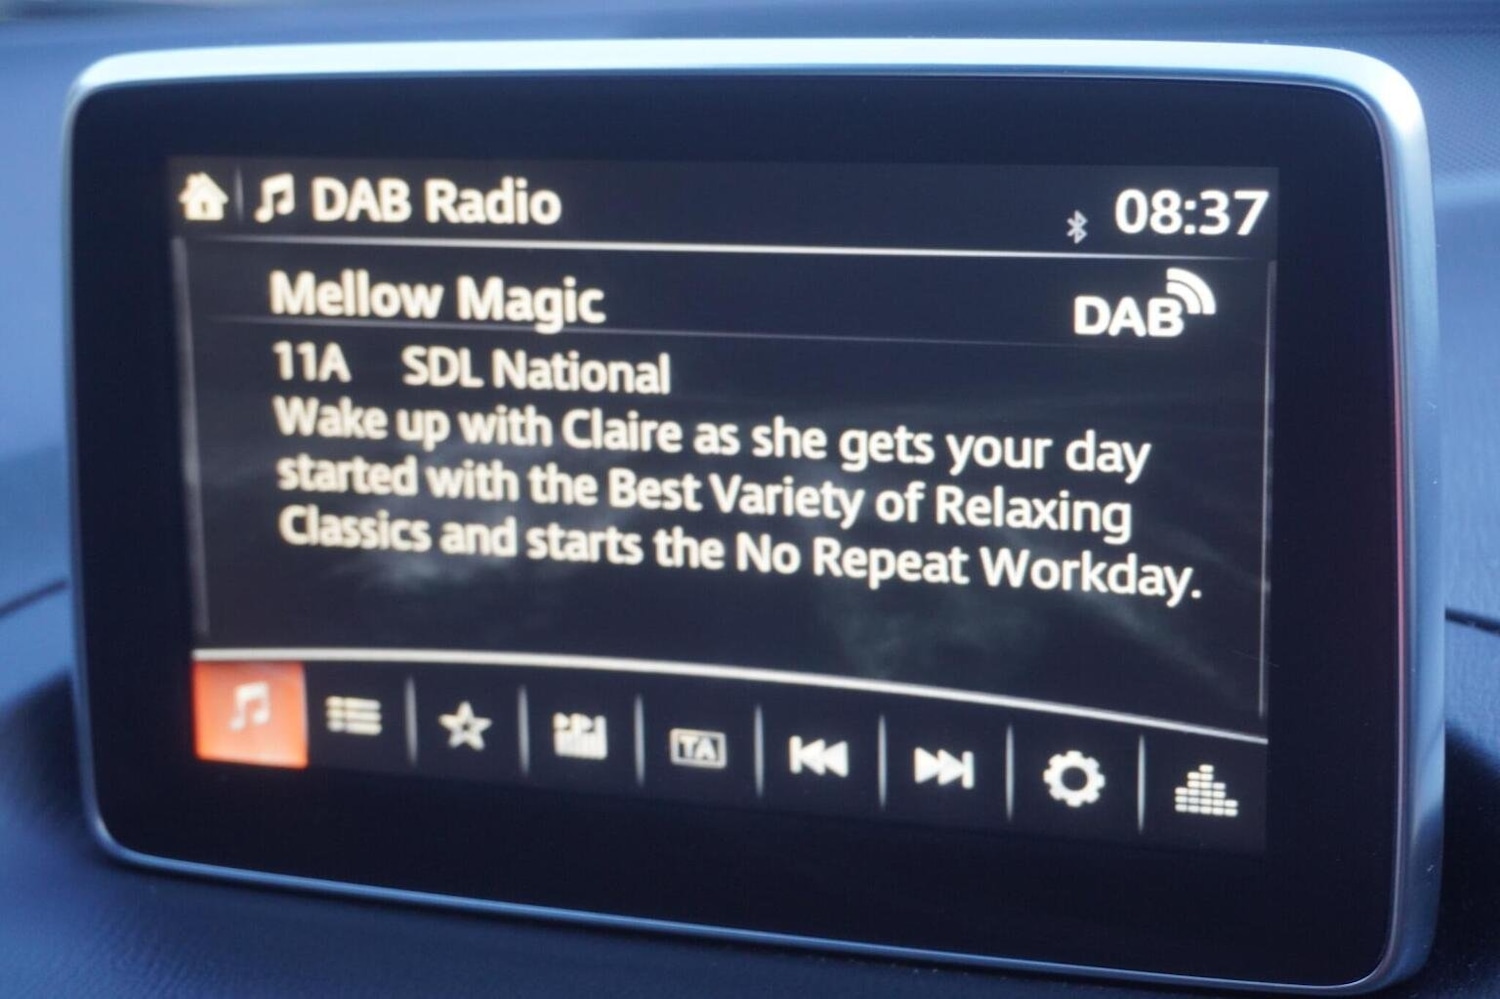 DAB Radio
08:37
Mellow Magic
DAB
11A SDL National
Wake up with Claire as she gets your day
started with the Best Variety of Relaxing
Classics and starts the No Repeat Workday.
TA